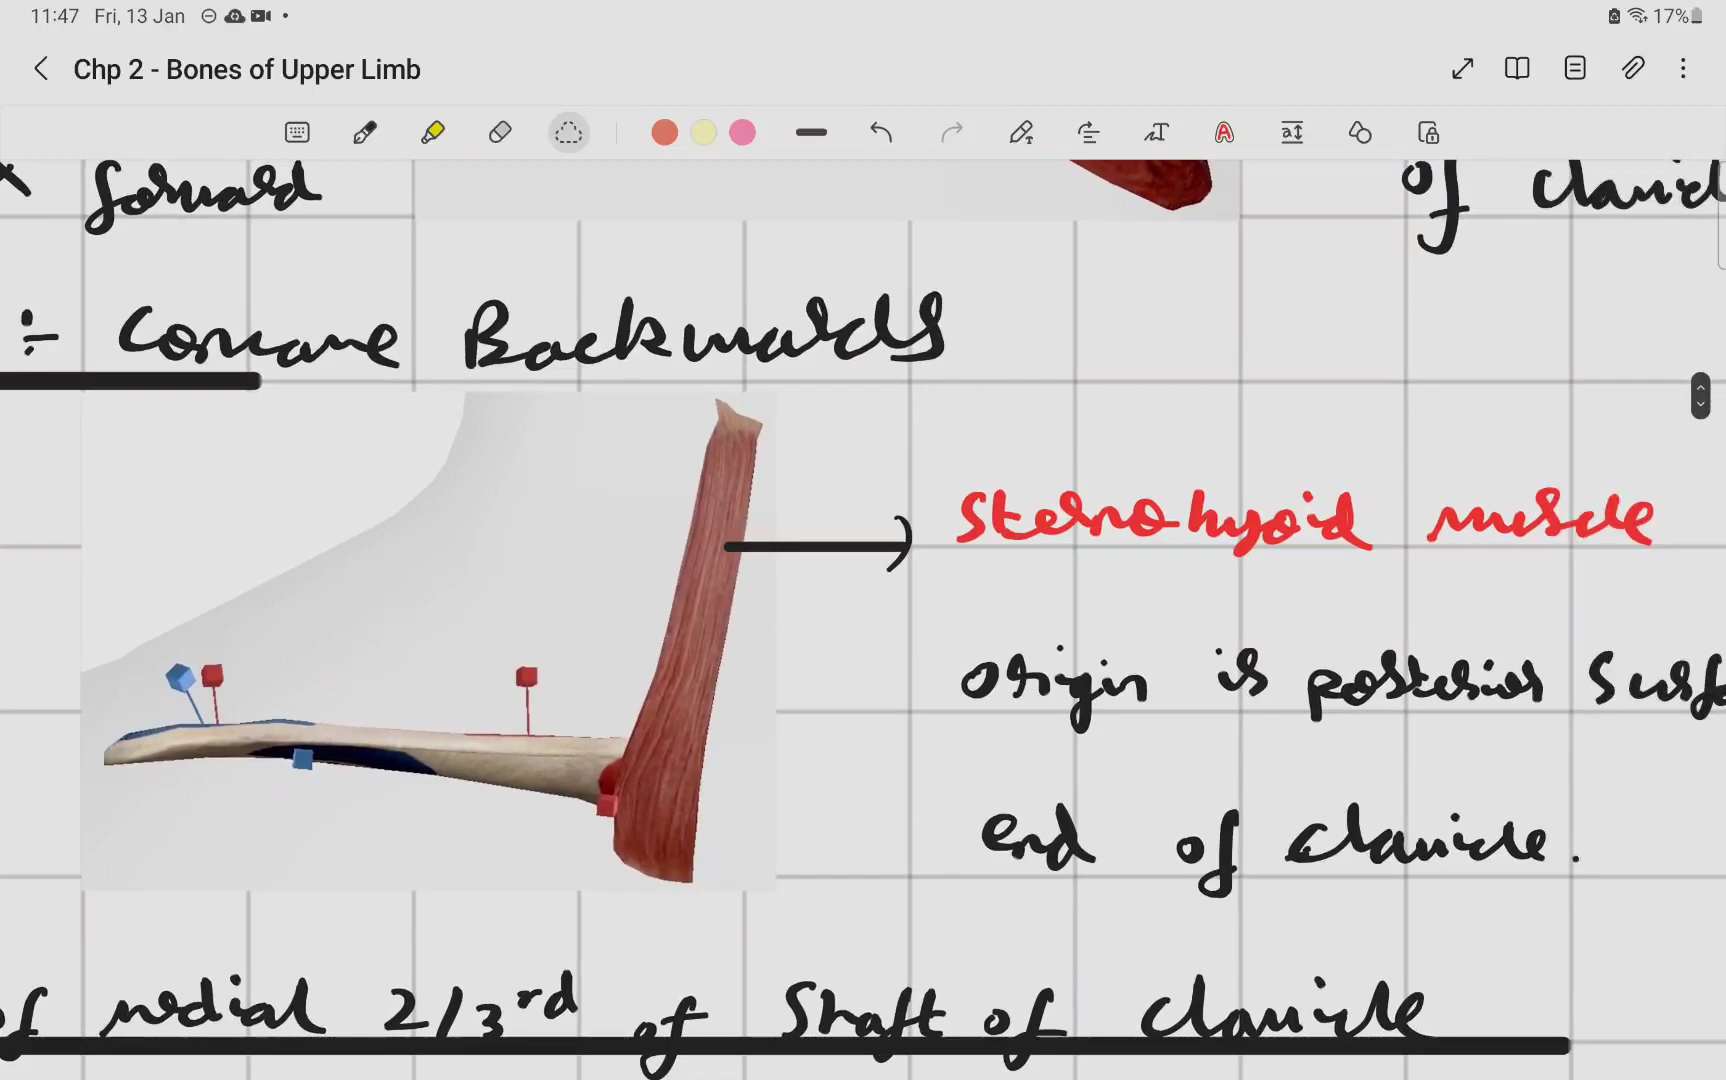 11:47 Fri, 13 Jan 17%
Chp 2 - Bones of Upper Limb
forward
of clavicl
:- Concave Backwards
Sternohyoid muscle
origin is posterior surf
end of clavicle.
of medial 2/3rd of Shaft of clavicle